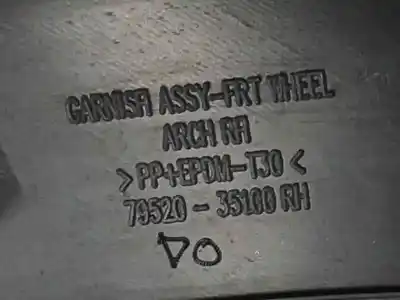 GARNISH ASSY-FRT WHEEL
ARCH RH
>PP+EPDM-T30<
79520-35100 RH